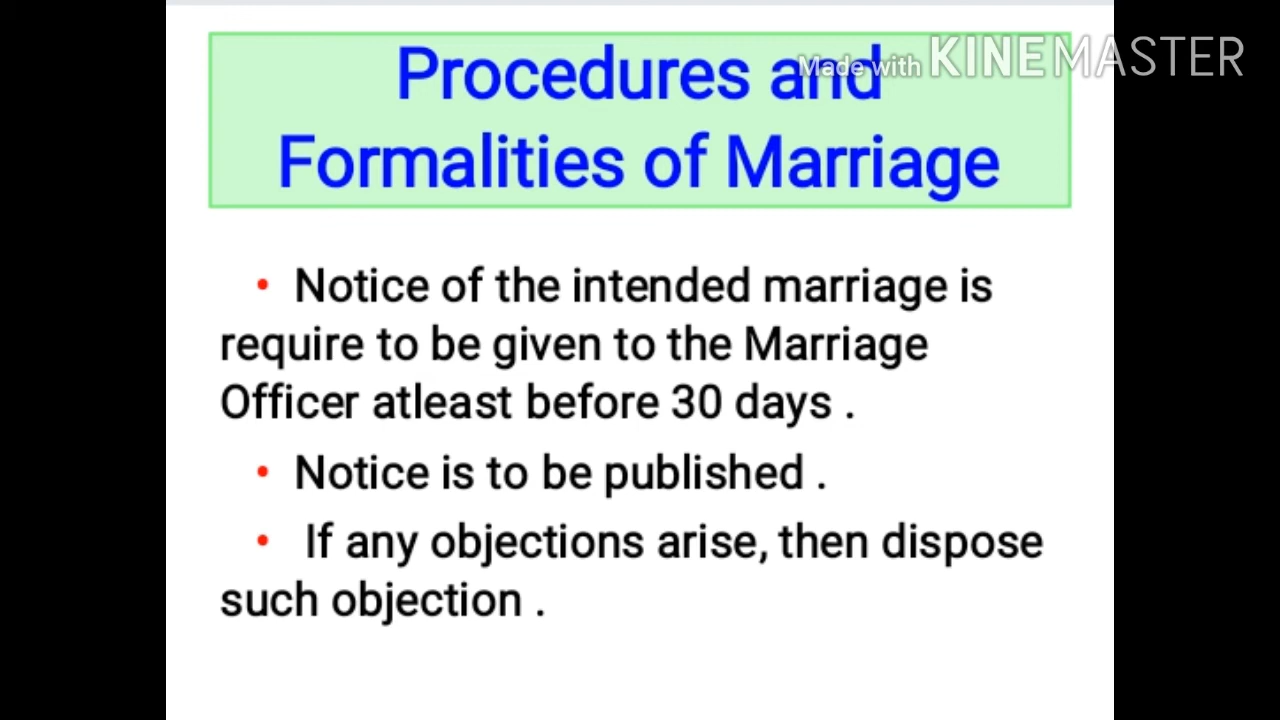 Procedures and
Made with KINEMASTER
Formalities of Marriage
• Notice of the intended marriage is
require to be given to the Marriage
Officer atleast before 30 days .
• Notice is to be published .
• If any objections arise, then dispose
such objection .